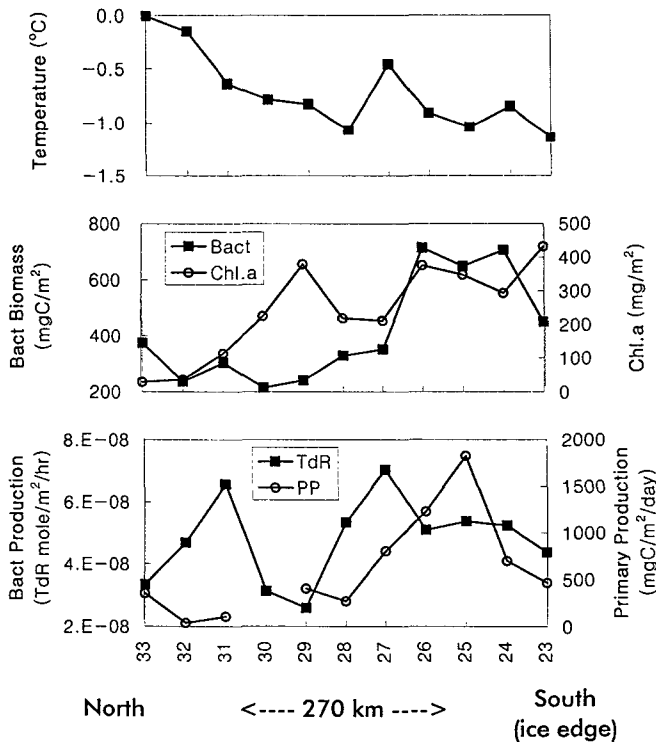 Temperature (°C)
0.0
-0.5
-1.0
-1.5
Bact Biomass
(mgC/m²)
800
600
400
200
Bact
Chl.a
500
400
300
200
100
0
Chl.a (mg/m²)
Bact Production
(TdR mole/m²/hr)
8.E-08
6.E-08
4.E-08
2.E-08
TdR
PP
2000
1500
1000
500
0
Primary Production
(mgC/m²/day)
33 32 31 30 29 28 27 26 25 24 23
North <---- 270 km ----> South
(ice edge)